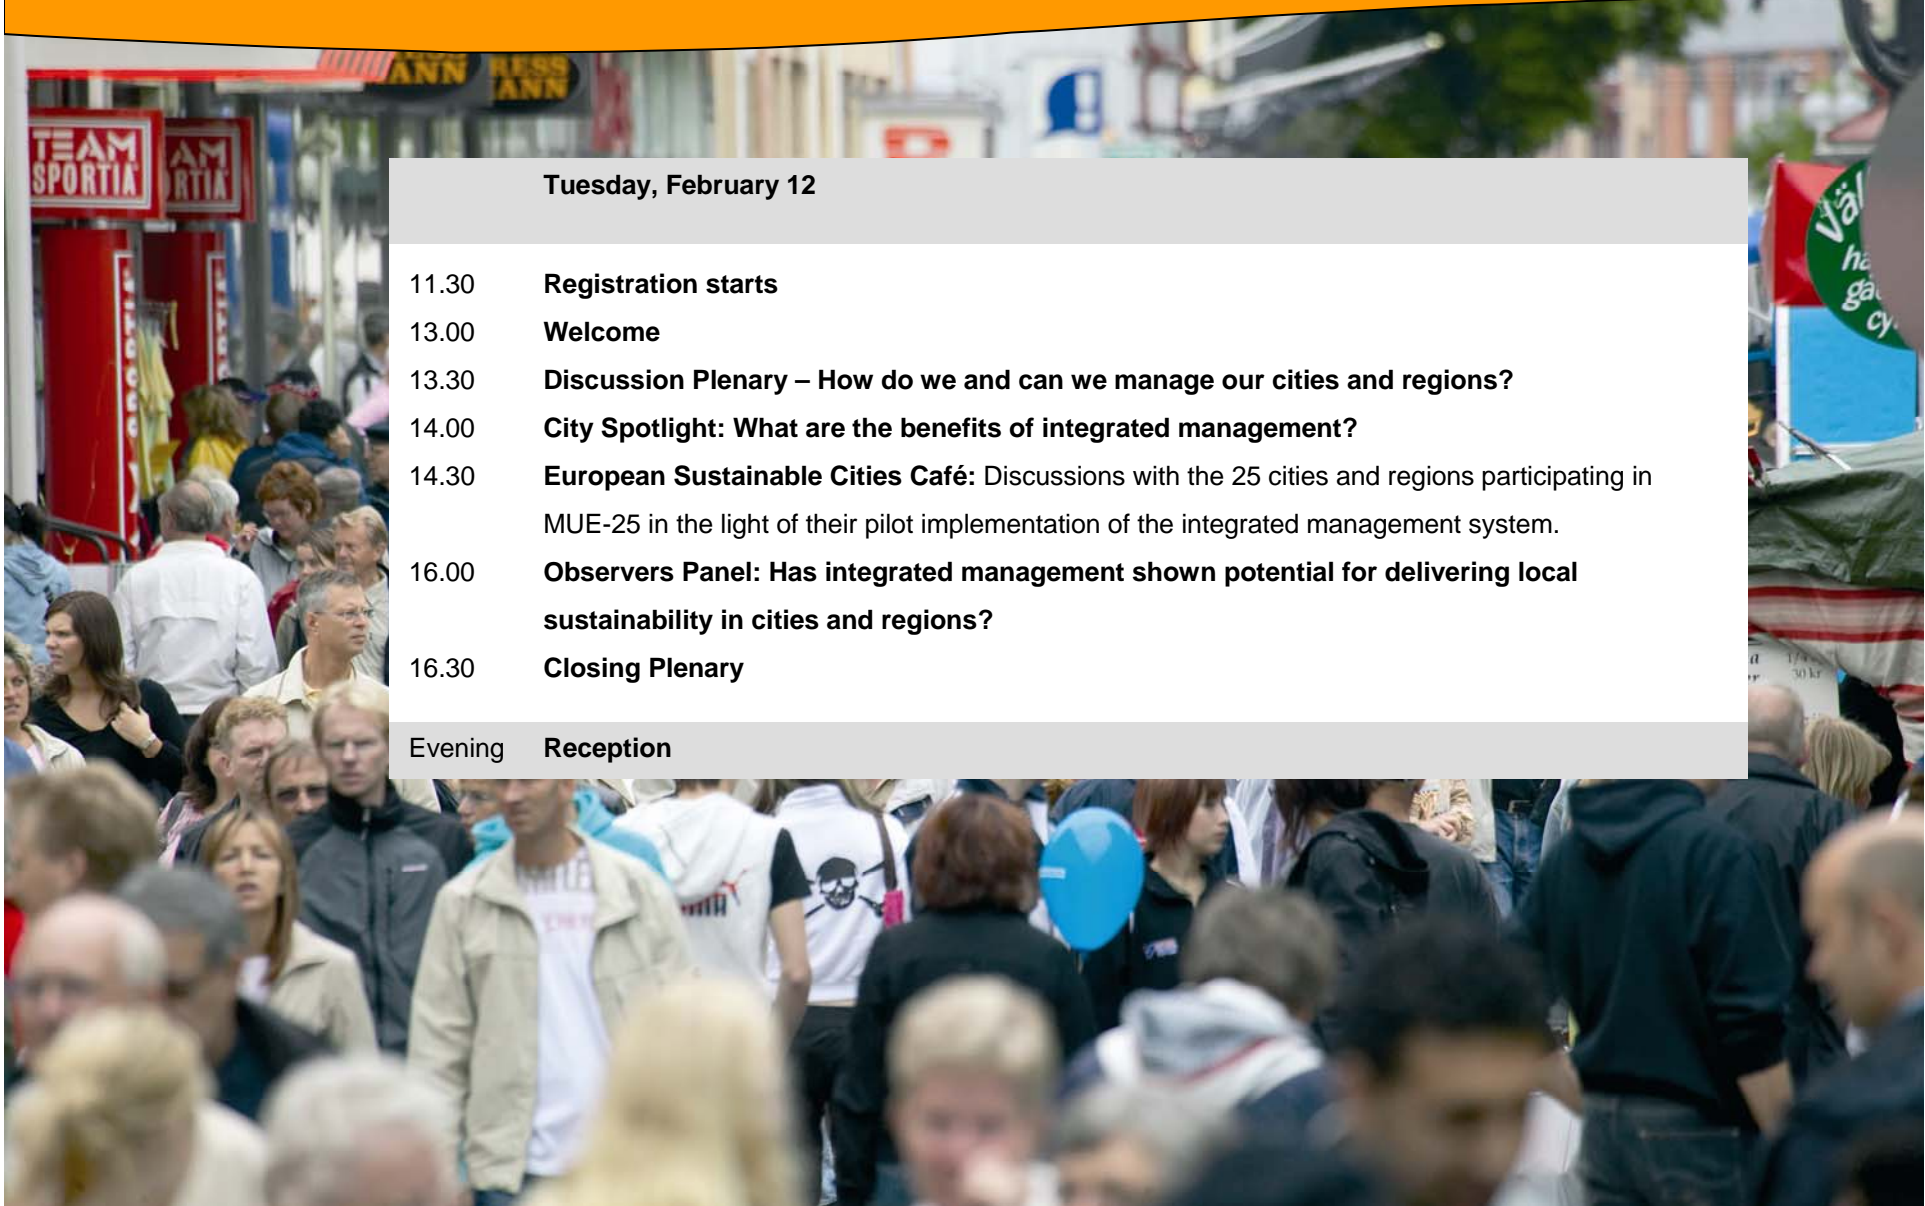 TEAM
SPORTIA
Tuesday, February 12
11.30 Registration starts
13.00 Welcome
13.30 Discussion Plenary – How do we and can we manage our cities and regions?
14.00 City Spotlight: What are the benefits of integrated management?
14.30 European Sustainable Cities Café: Discussions with the 25 cities and regions participating in
MUE-25 in the light of their pilot implementation of the integrated management system.
16.00 Observers Panel: Has integrated management shown potential for delivering local
sustainability in cities and regions?
16.30 Closing Plenary
Evening Reception
30 kr